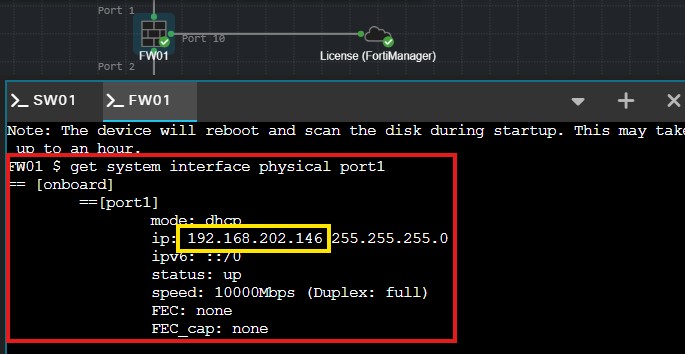 Port 1
Port 10
FW01
License (FortiManager)
Port 2
SW01
FW01
Note: The device will reboot and scan the disk during startup. This may take
up to an hour.
FW01 $ get system interface physical port1
== [onboard]
==[port1]
mode: dhcp
ip: 192.168.202.146 255.255.255.0
ipv6: ::/0
status: up
speed: 10000Mbps (Duplex: full)
FEC: none
FEC_cap: none